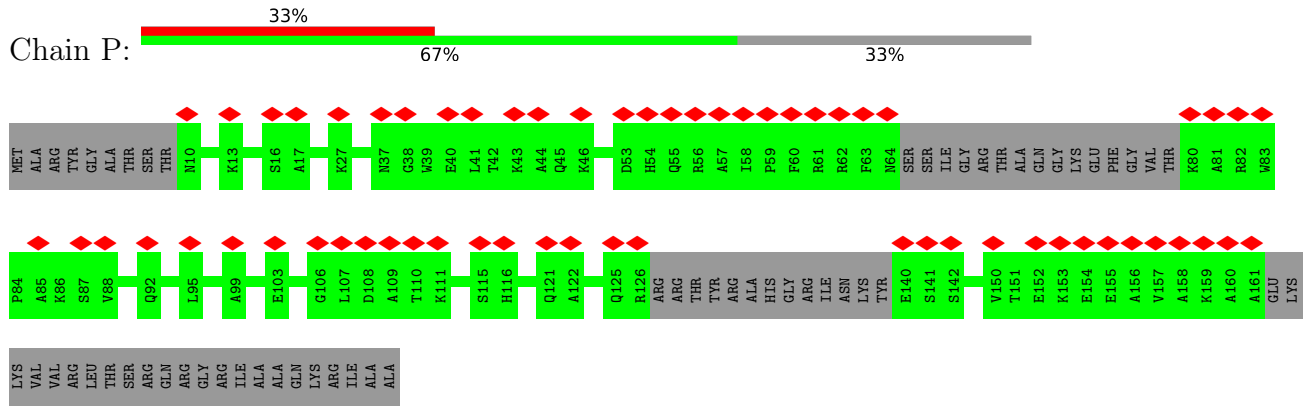 33%
Chain P:
67% 33%
MET ALA ARG TYR GLY ALA THR SER THR N10 K13 S16 A17 K27 N37 G38 W39 E40 L41 T42 K43 A44 Q45 K46 D53 H54 Q55 R56 A57 I58 P59 F60 R61 R62 F63 N64 SER SER ILE GLY ARG THR ALA GLN GLY LYS GLU PHE GLY VAL THR K80 A81 R82 W83
P84 A85 K86 S87 V88 Q92 L95 A99 E103 G106 L107 D108 A109 T110 K111 S115 H116 Q121 A122 Q125 R126 ARG ARG THR TYR ARG ALA HIS GLY ARG ILE ASN LYS TYR E140 S141 S142 V150 T151 E152 K153 E154 E155 A156 V157 A158 K159 A160 A161 GLU LYS
LYS VAL VAL ARG LEU THR SER ARG GLN ARG GLY ARG ILE ALA ALA GLN LYS ARG ILE ALA ALA